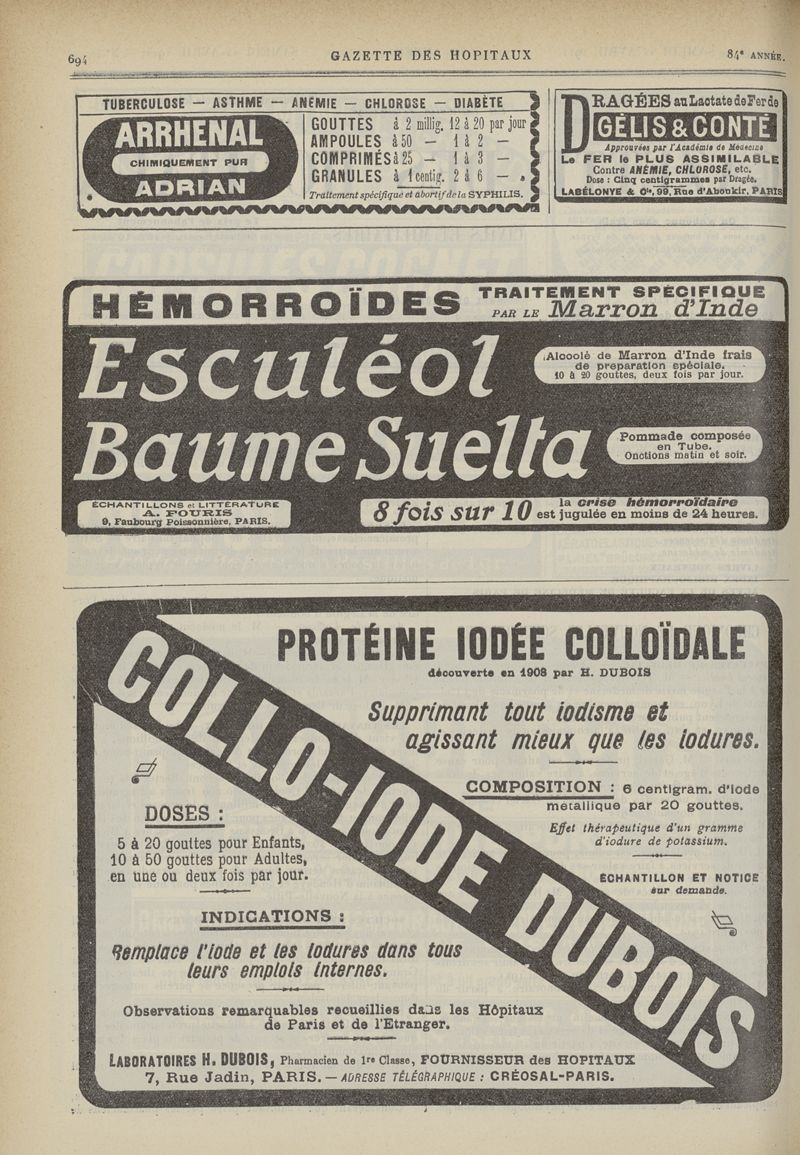 694
GAZETTE DES HOPITAUX
84e ANNÉE.
TUBERCULOSE — ASTHME — ANÉMIE — CHLOROSE — DIABÈTE
ARRHÉNAL
CHIMIQUEMENT PUR
ADRIAN
GOUTTES à 2 millig. 12 à 20 par jour
AMPOULES à 50 — 1 à 2 —
COMPRIMÉS à 25 — 1 à 3 —
GRANULES à 1 centig. 2 à 6 — »
Traitement spécifique et abortif de la SYPHILIS.
DRAGÉES au Lactate de Fer de
GÉLIS & CONTÉ
Approuvées par l'Académie de Médecine
Le FER le PLUS ASSIMILABLE
Contre ANÉMIE, CHLOROSE, etc.
Dose : Cinq centigrammes par Dragée.
LABÉLONYE & Cie, 99, Rue d'Aboukir, PARIS
HÉMORROÏDES
TRAITEMENT SPÉCIFIQUE
PAR LE Marron d'Inde
Esculéol
Alcoolé de Marron d'Inde frais
de preparation spéciale.
10 à 20 gouttes, deux fois par jour.
Baume Suelta
Pommade composée
en Tube.
Onctions matin et soir.
ÉCHANTILLONS et LITTÉRATURE
A. FOURIS
9, Faubourg Poissonnière, PARIS.
8 fois sur 10 la crise hémorroïdaire
est jugulée en moins de 24 heures.
PROTÉINE IODÉE COLLOÏDALE
découverte en 1908 par H. DUBOIS
COLLO-IODE DUBOIS
Supprimant tout iodisme et
agissant mieux que les iodures.
COMPOSITION : 6 centigram. d'iode
métallique par 20 gouttes.
Effet thérapeutique d'un gramme
d'iodure de potassium.
ÉCHANTILLON ET NOTICE
sur demande.
DOSES :
5 à 20 gouttes pour Enfants,
10 à 50 gouttes pour Adultes,
en une ou deux fois par jour.
INDICATIONS :
Remplace l'iode et les iodures dans tous
leurs emplois internes.
Observations remarquables recueillies dans les Hôpitaux
de Paris et de l'Etranger.
LABORATOIRES H. DUBOIS, Pharmacien de 1re Classe, FOURNISSEUR des HOPITAUX
7, Rue Jadin, PARIS. — ADRESSE TÉLÉGRAPHIQUE : CRÉOSAL-PARIS.